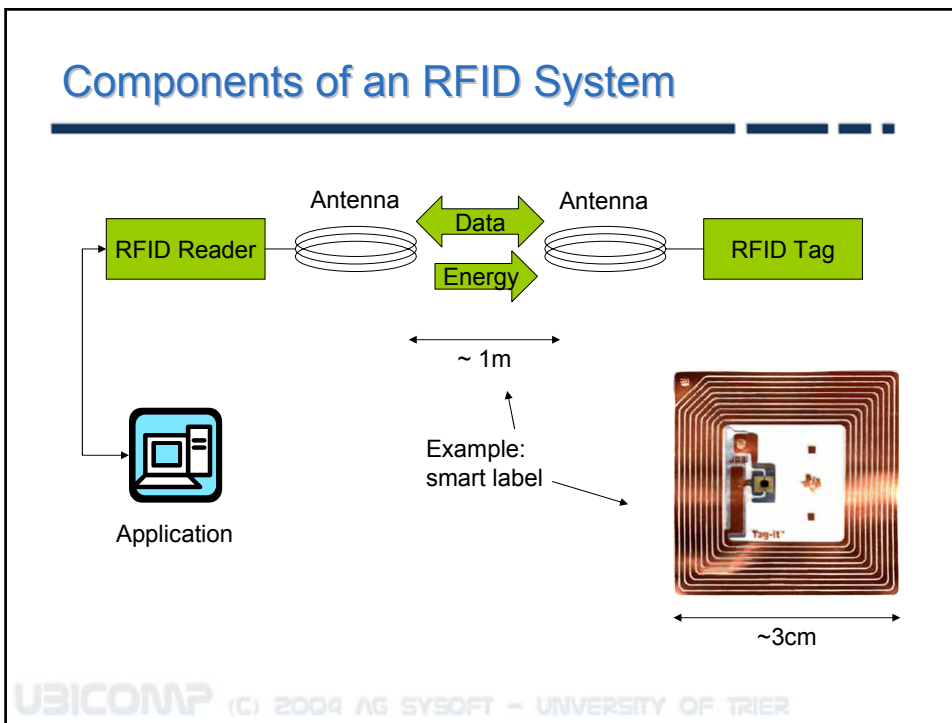 Components of an RFID System
Antenna
Antenna
Data
RFID Reader
RFID Tag
Energy
~ 1m
Example:
smart label
Application
Tag-it™
~3cm
UBICOMP (C) 2004 AG SYSOFT - UNIVERSITY OF TRIER